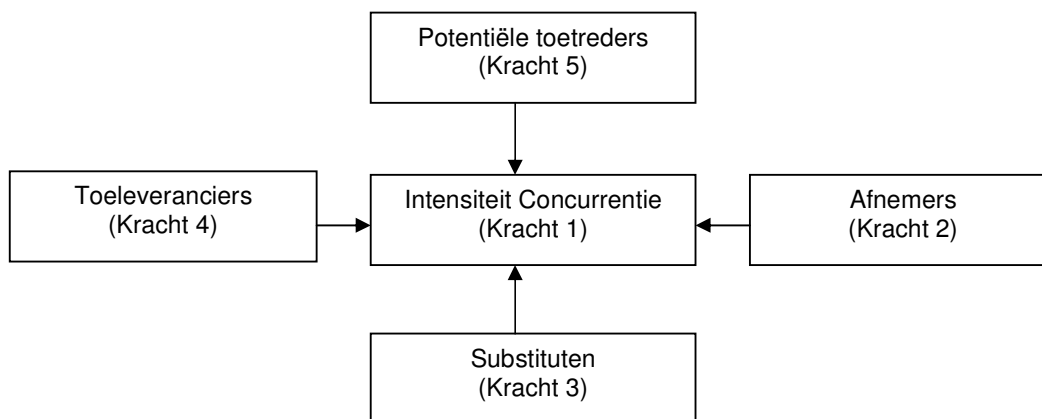 Potentiële toetreders
(Kracht 5)
Toeleveranciers
(Kracht 4)
Intensiteit Concurrentie
(Kracht 1)
Afnemers
(Kracht 2)
Substituten
(Kracht 3)